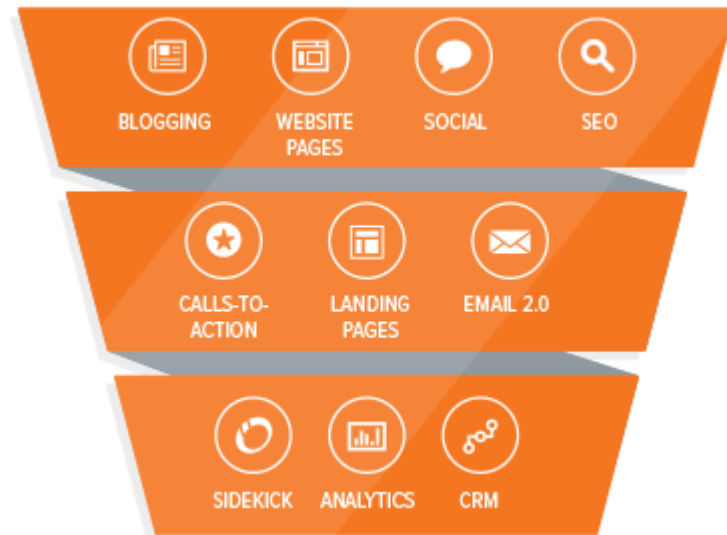 BLOGGING
WEBSITE
PAGES
SOCIAL
SEO
CALLS-TO-
ACTION
LANDING
PAGES
EMAIL 2.0
SIDEKICK
ANALYTICS
CRM